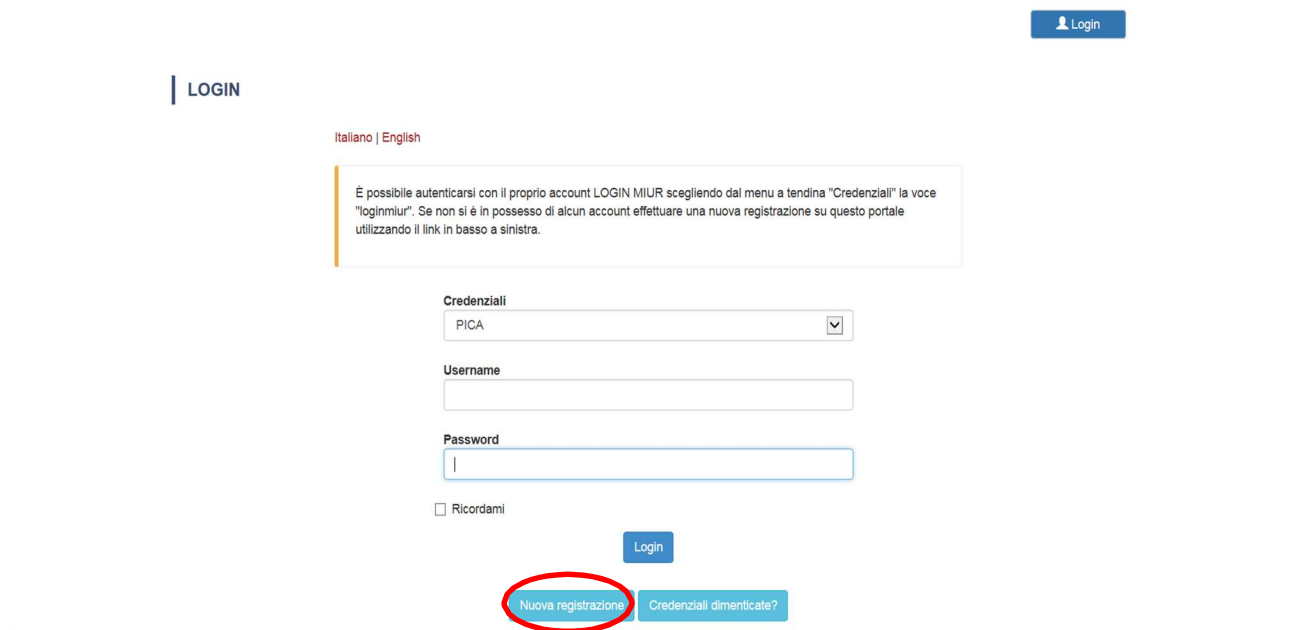 Login
LOGIN
Italiano | English
È possibile autenticarsi con il proprio account LOGIN MIUR scegliendo dal menu a tendina "Credenziali" la voce
"loginmiur". Se non si è in possesso di alcun account effettuare una nuova registrazione su questo portale
utilizzando il link in basso a sinistra.
Credenziali
PICA
Username
Password
Ricordami
Login
Nuova registrazione Credenziali dimenticate?